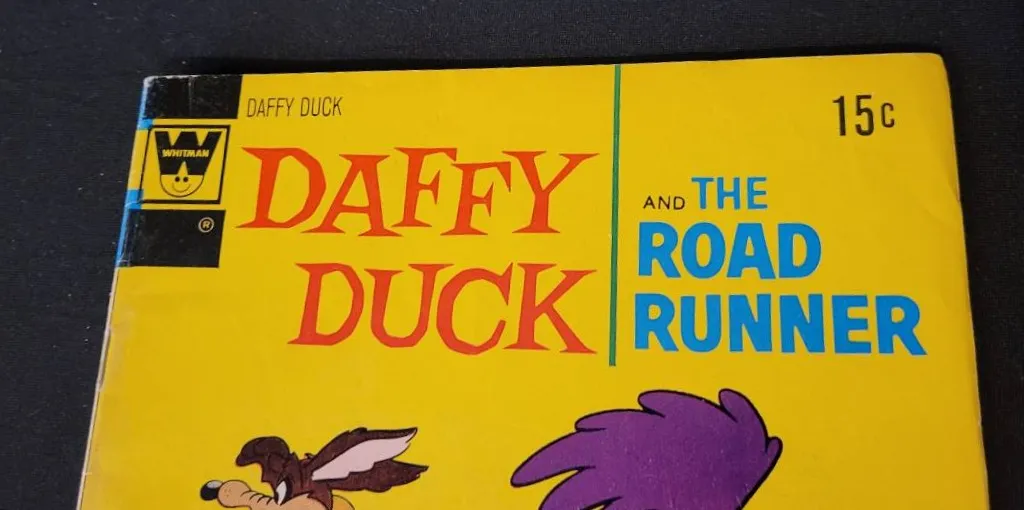 DAFFY DUCK
15c
WHITMAN
®
DAFFY
DUCK
AND THE
ROAD
RUNNER